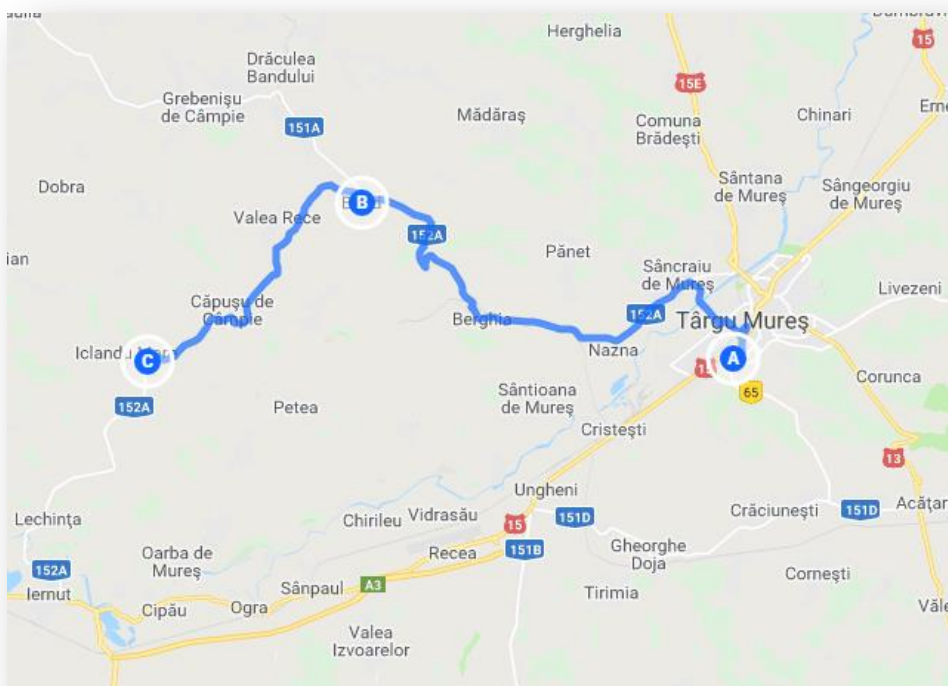 Herghelia
15
Drăculea
Bandului
Grebenișu
de Câmpie
15E
151A
Mădăraș
Comuna
Brădești
Chinari
Dobra
Sântana
de Mureș
Sângeorgiu
de Mureș
B
Valea Rece
152A
Pănet
Sâncraiu
de Mureș
Livezeni
Căpușu de
Câmpie
Berghia
152A
Târgu Mureș
Nazna
A
C
65
Corunca
152A
Petea
Sântioana
de Mureș
Cristești
13
Ungheni
Lechința
Chirileu
Vidrasău
15
151D
Crăciunești
151D
Oarba de
Mureș
Recea
151B
Gheorghe
Doja
152A
Iernut
Sânpaul
A3
Cornești
Cipău
Ogra
Tirimia
Valea
Izvoarelor